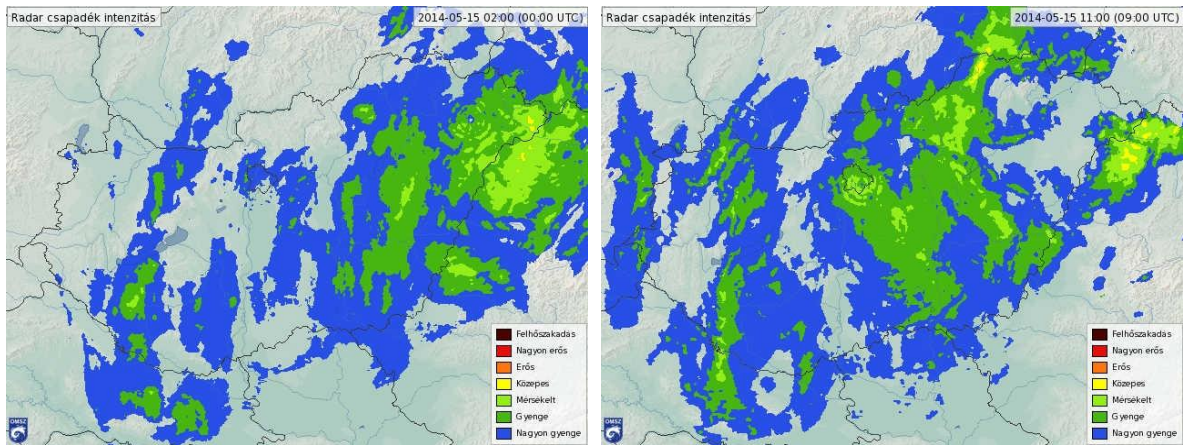 Radar csapadék intenzitás
2014-05-15 02:00 (00:00 UTC)
Felhőszakadás
Nagyon erős
Erős
Közepes
Mérsékelt
Gyenge
Nagyon gyenge
OMSZ
Radar csapadék intenzitás
2014-05-15 11:00 (09:00 UTC)
Felhőszakadás
Nagyon erős
Erős
Közepes
Mérsékelt
Gyenge
Nagyon gyenge
OMSZ